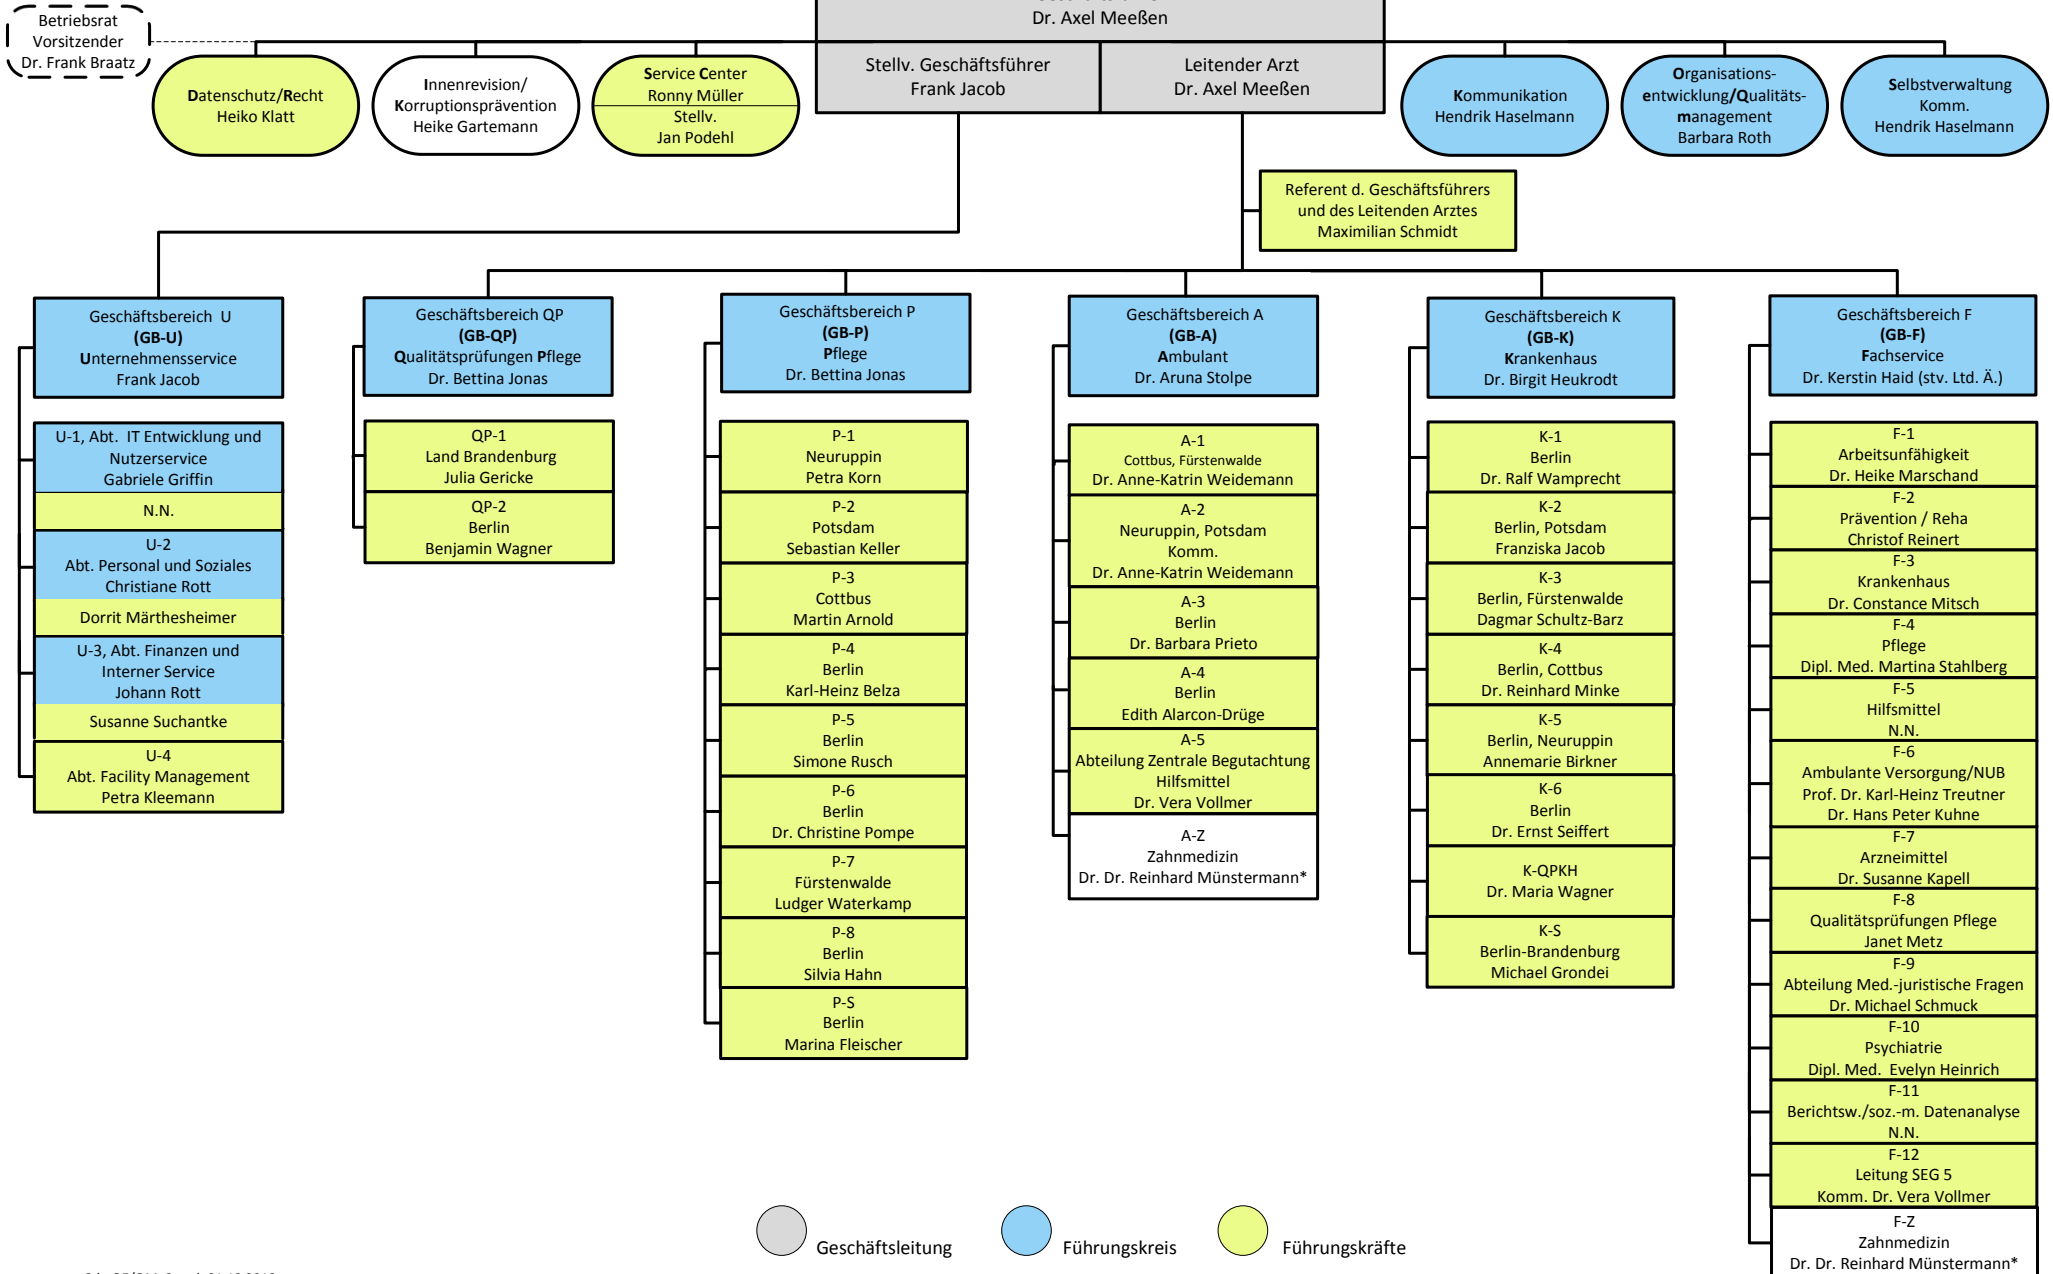 Dr. Axel Meeßen
Betriebsrat
Vorsitzender
Dr. Frank Braatz
Datenschutz/Recht
Heiko Klatt
Innenrevision/
Korruptionsprävention
Heike Gartemann
Service Center
Ronny Müller
Stellv.
Jan Podehl
Stellv. Geschäftsführer
Frank Jacob
Leitender Arzt
Dr. Axel Meeßen
Kommunikation
Hendrik Haselmann
Organisations-
entwicklung/Qualitäts-
management
Barbara Roth
Selbstverwaltung
Komm.
Hendrik Haselmann
Referent d. Geschäftsführers
und des Leitenden Arztes
Maximilian Schmidt
Geschäftsbereich U
(GB-U)
Unternehmensservice
Frank Jacob
U-1, Abt. IT Entwicklung und
Nutzerservice
Gabriele Griffin
N.N.
U-2
Abt. Personal und Soziales
Christiane Rott
Dorrit Märthesheimer
U-3, Abt. Finanzen und
Interner Service
Johann Rott
Susanne Suchantke
U-4
Abt. Facility Management
Petra Kleemann
Geschäftsbereich QP
(GB-QP)
Qualitätsprüfungen Pflege
Dr. Bettina Jonas
QP-1
Land Brandenburg
Julia Gericke
QP-2
Berlin
Benjamin Wagner
Geschäftsbereich P
(GB-P)
Pflege
Dr. Bettina Jonas
P-1
Neuruppin
Petra Korn
P-2
Potsdam
Sebastian Keller
P-3
Cottbus
Martin Arnold
P-4
Berlin
Karl-Heinz Belza
P-5
Berlin
Simone Rusch
P-6
Berlin
Dr. Christine Pompe
P-7
Fürstenwalde
Ludger Waterkamp
P-8
Berlin
Silvia Hahn
P-S
Berlin
Marina Fleischer
Geschäftsbereich A
(GB-A)
Ambulant
Dr. Aruna Stolpe
A-1
Cottbus, Fürstenwalde
Dr. Anne-Katrin Weidemann
A-2
Neuruppin, Potsdam
Komm.
Dr. Anne-Katrin Weidemann
A-3
Berlin
Dr. Barbara Prieto
A-4
Berlin
Edith Alarcon-Drüge
A-5
Abteilung Zentrale Begutachtung
Hilfsmittel
Dr. Vera Vollmer
A-Z
Zahnmedizin
Dr. Dr. Reinhard Münstermann*
Geschäftsbereich K
(GB-K)
Krankenhaus
Dr. Birgit Heukrodt
K-1
Berlin
Dr. Ralf Wamprecht
K-2
Berlin, Potsdam
Franziska Jacob
K-3
Berlin, Fürstenwalde
Dagmar Schultz-Barz
K-4
Berlin, Cottbus
Dr. Reinhard Minke
K-5
Berlin, Neuruppin
Annemarie Birkner
K-6
Berlin
Dr. Ernst Seiffert
K-QPKH
Dr. Maria Wagner
K-S
Berlin-Brandenburg
Michael Grondei
Geschäftsbereich F
(GB-F)
Fachservice
Dr. Kerstin Haid (stv. Ltd. Ä.)
F-1
Arbeitsunfähigkeit
Dr. Heike Marschand
F-2
Prävention / Reha
Christof Reinert
F-3
Krankenhaus
Dr. Constance Mitsch
F-4
Pflege
Dipl. Med. Martina Stahlberg
F-5
Hilfsmittel
N.N.
F-6
Ambulante Versorgung/NUB
Prof. Dr. Karl-Heinz Treutner
Dr. Hans Peter Kuhne
F-7
Arzneimittel
Dr. Susanne Kapell
F-8
Qualitätsprüfungen Pflege
Janet Metz
F-9
Abteilung Med.-juristische Fragen
Dr. Michael Schmuck
F-10
Psychiatrie
Dipl. Med. Evelyn Heinrich
F-11
Berichtsw./soz.-m. Datenanalyse
N.N.
F-12
Leitung SEG 5
Komm. Dr. Vera Vollmer
F-Z
Zahnmedizin
Dr. Dr. Reinhard Münstermann*
Geschäftsleitung
Führungskreis
Führungskräfte